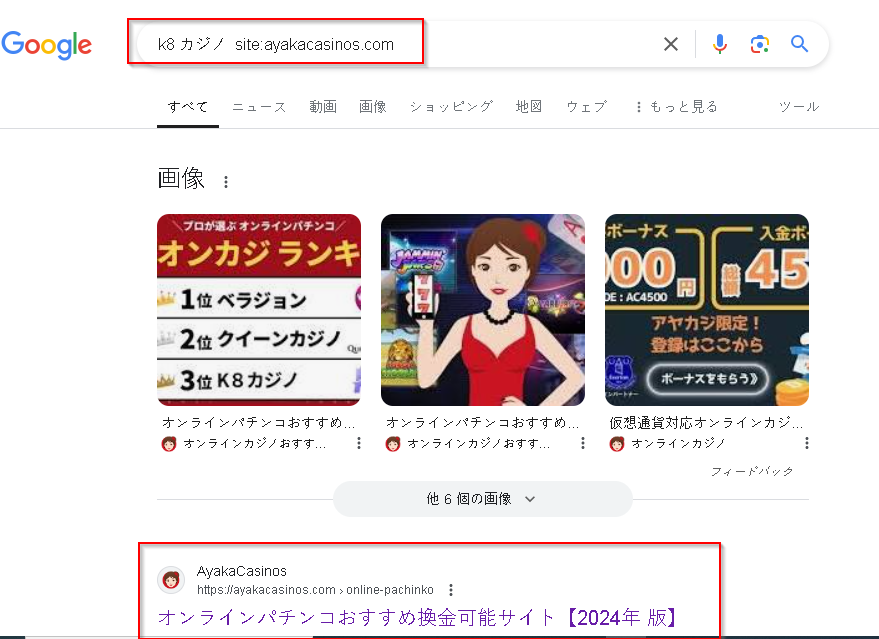 Google
k8 カジノ site:ayakacasinos.com
すべて ニュース 動画 画像 ショッピング 地図 ウェブ もっと見る ツール
画像
＼プロが選ぶ オンラインパチンコ／
オンカジ ランキ
1位 ベラジョン
2位 クイーンカジノ
3位 K8カジノ
JAMMIN' JARS
777
A
ボーナス
000円
DE : AC4500
入金ボ
総額 45
アヤカジ限定！
登録はここから
ボーナスをもらう》
オンラインパチンコおすすめ...
オンラインカジノおすす...
オンラインパチンコおすすめ...
オンラインカジノおすす...
仮想通貨対応オンラインカジ...
オンラインカジノ
フィードバック
他 6 個の画像
AyakaCasinos
https://ayakacasinos.com › online-pachinko
オンラインパチンコおすすめ換金可能サイト【2024年 版】